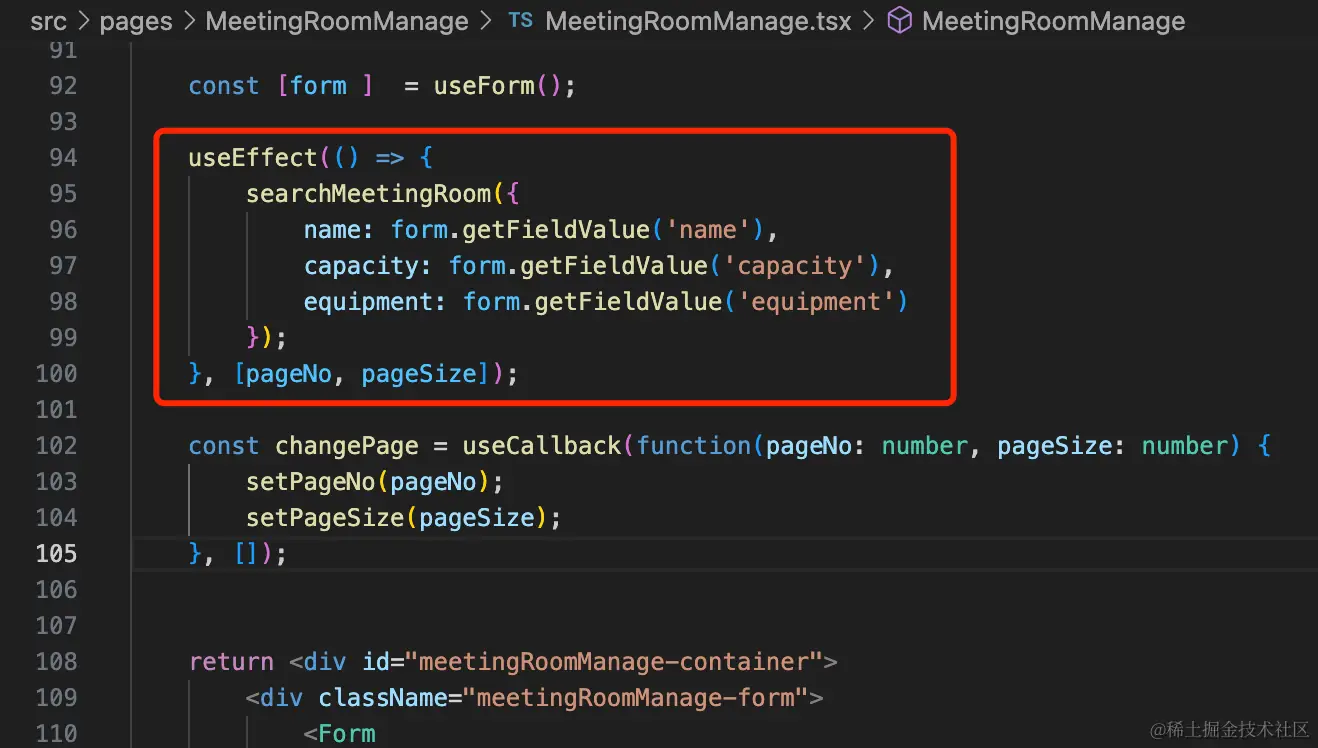 src > pages > MeetingRoomManage > TS MeetingRoomManage.tsx > MeetingRoomManage
91
92 const [form ]  = useForm();
93
94 useEffect(() => {
95     searchMeetingRoom({
96         name: form.getFieldValue('name'),
97         capacity: form.getFieldValue('capacity'),
98         equipment: form.getFieldValue('equipment')
99     });
100 }, [pageNo, pageSize]);
101
102 const changePage = useCallback(function(pageNo: number, pageSize: number) {
103     setPageNo(pageNo);
104     setPageSize(pageSize);
105 }, []);
106
107
108 return <div id="meetingRoomManage-container">
109     <div className="meetingRoomManage-form">
110         <Form
@稀土掘金技术社区